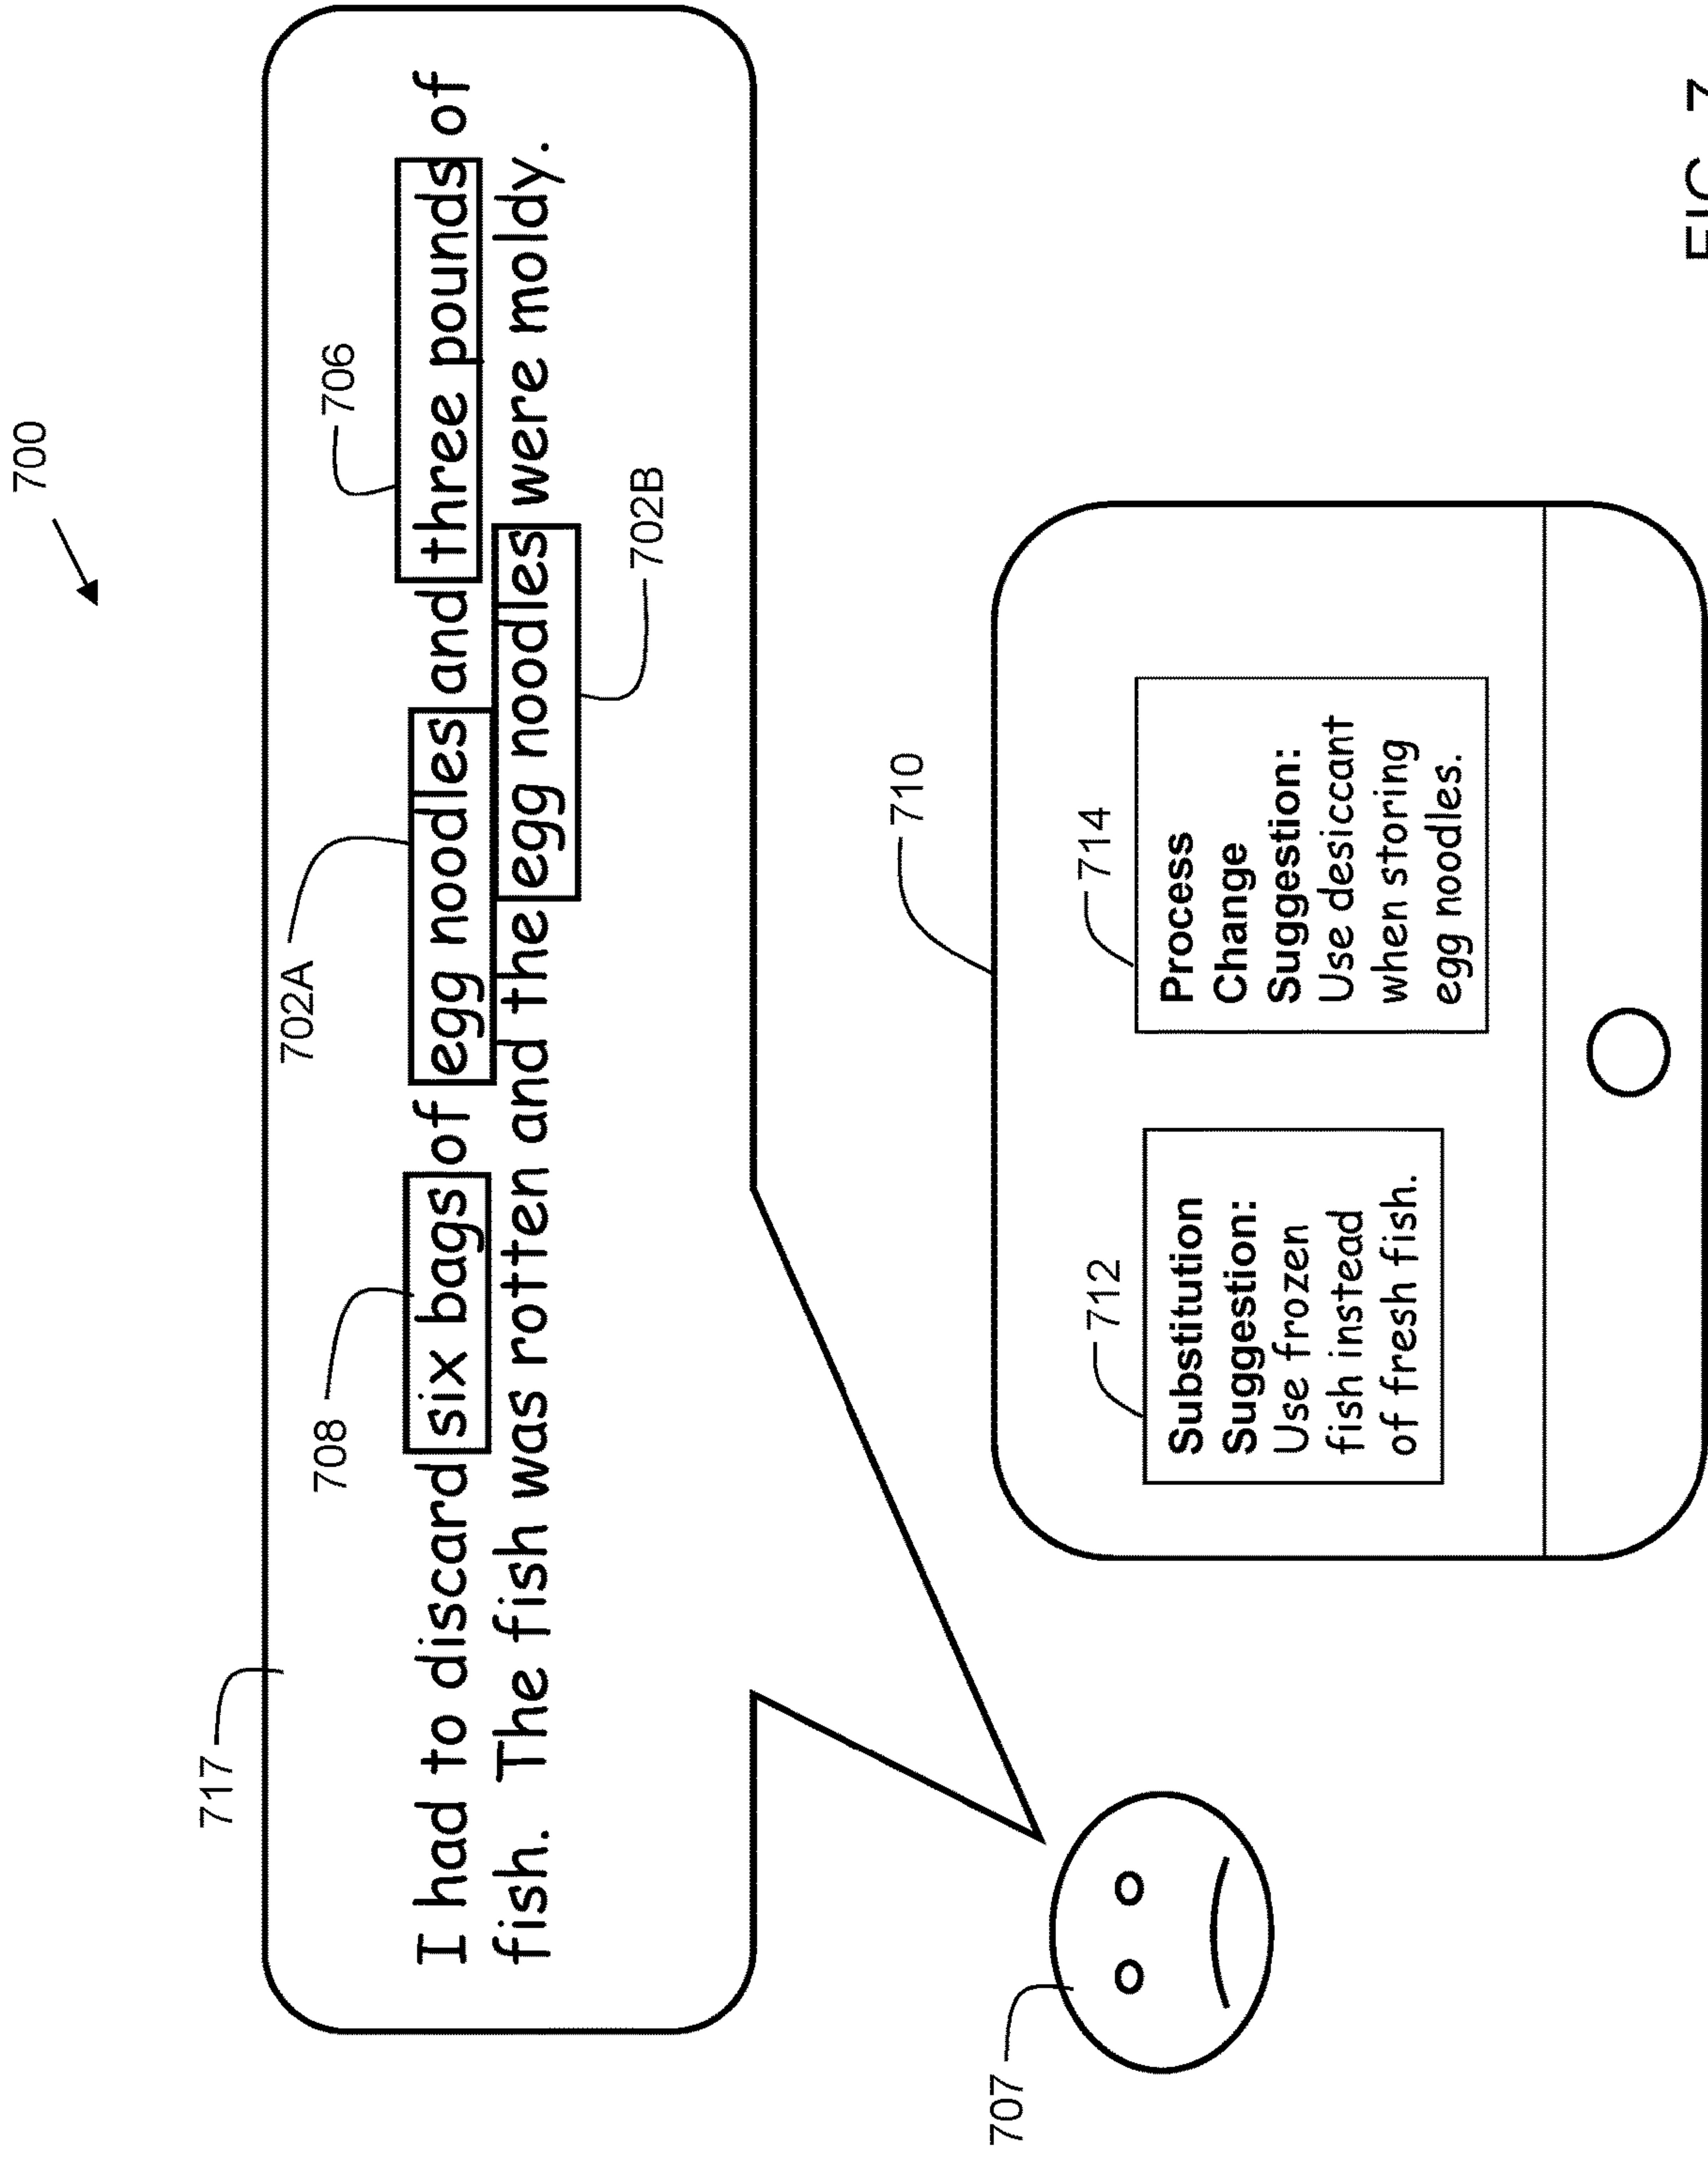 700
717
708
702A
706
I had to discard six bags of egg noodles and three pounds of
fish. The fish was rotten and the egg noodles were moldy.
702B
707
710
712
Substitution
Suggestion:
Use frozen
fish instead
of fresh fish.
714
Process
Change
Suggestion:
Use desiccant
when storing
egg noodles.
FIG. 7